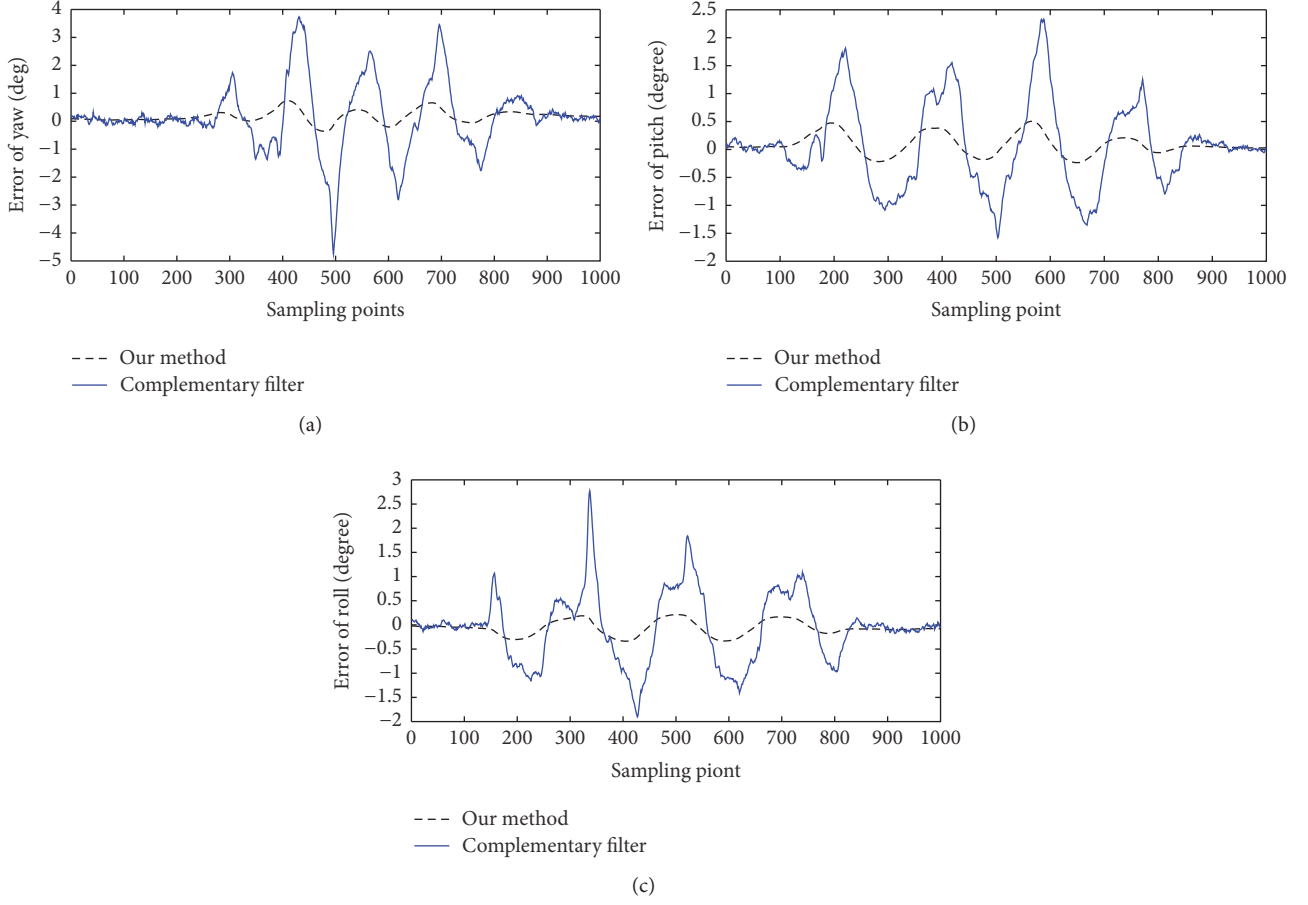 4
3
2
1
0
−1
−2
−3
−4
−5
Error of yaw (deg)
0 100 200 300 400 500 600 700 800 900 1000
Sampling points
Our method
Complementary filter
(a)
2.5
2
1.5
1
0.5
0
−0.5
−1
−1.5
−2
Error of pitch (degree)
0 100 200 300 400 500 600 700 800 900 1000
Sampling point
Our method
Complementary filter
(b)
3
2.5
2
1.5
1
0.5
0
−0.5
−1
−1.5
−2
Error of roll (degree)
0 100 200 300 400 500 600 700 800 900 1000
Sampling piont
Our method
Complementary filter
(c)